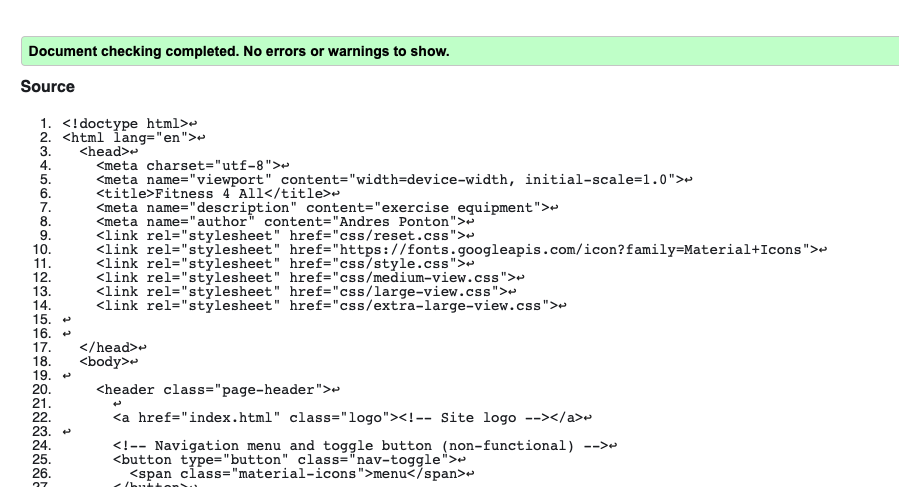 Document checking completed. No errors or warnings to show.
Source
1. <!doctype html>↩
2. <html lang="en">↩
3. <head>↩
4. <meta charset="utf-8">↩
5. <meta name="viewport" content="width=device-width, initial-scale=1.0">↩
6. <title>Fitness 4 All</title>↩
7. <meta name="description" content="exercise equipment">↩
8. <meta name="author" content="Andres Ponton">↩
9. <link rel="stylesheet" href="css/reset.css">↩
10. <link rel="stylesheet" href="https://fonts.googleapis.com/icon?family=Material+Icons">↩
11. <link rel="stylesheet" href="css/style.css">↩
12. <link rel="stylesheet" href="css/medium-view.css">↩
13. <link rel="stylesheet" href="css/large-view.css">↩
14. <link rel="stylesheet" href="css/extra-large-view.css">↩
15. ↩
16. ↩
17. </head>↩
18. <body>↩
19. ↩
20. <header class="page-header">↩
21. ↩
22. <a href="index.html" class="logo"><!-- Site logo --></a>↩
23. ↩
24. <!-- Navigation menu and toggle button (non-functional) -->↩
25. <button type="button" class="nav-toggle">↩
26. <span class="material-icons">menu</span>↩
27. </button>↩